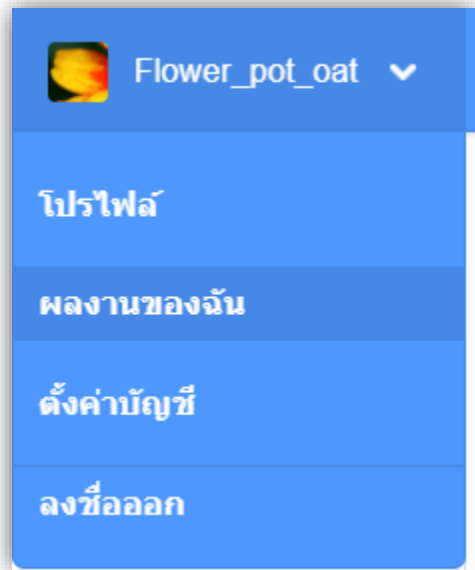 Flower_pot_oat
โปรไฟล์
ผลงานของฉัน
ตั้งค่าบัญชี
ลงชื่อออก